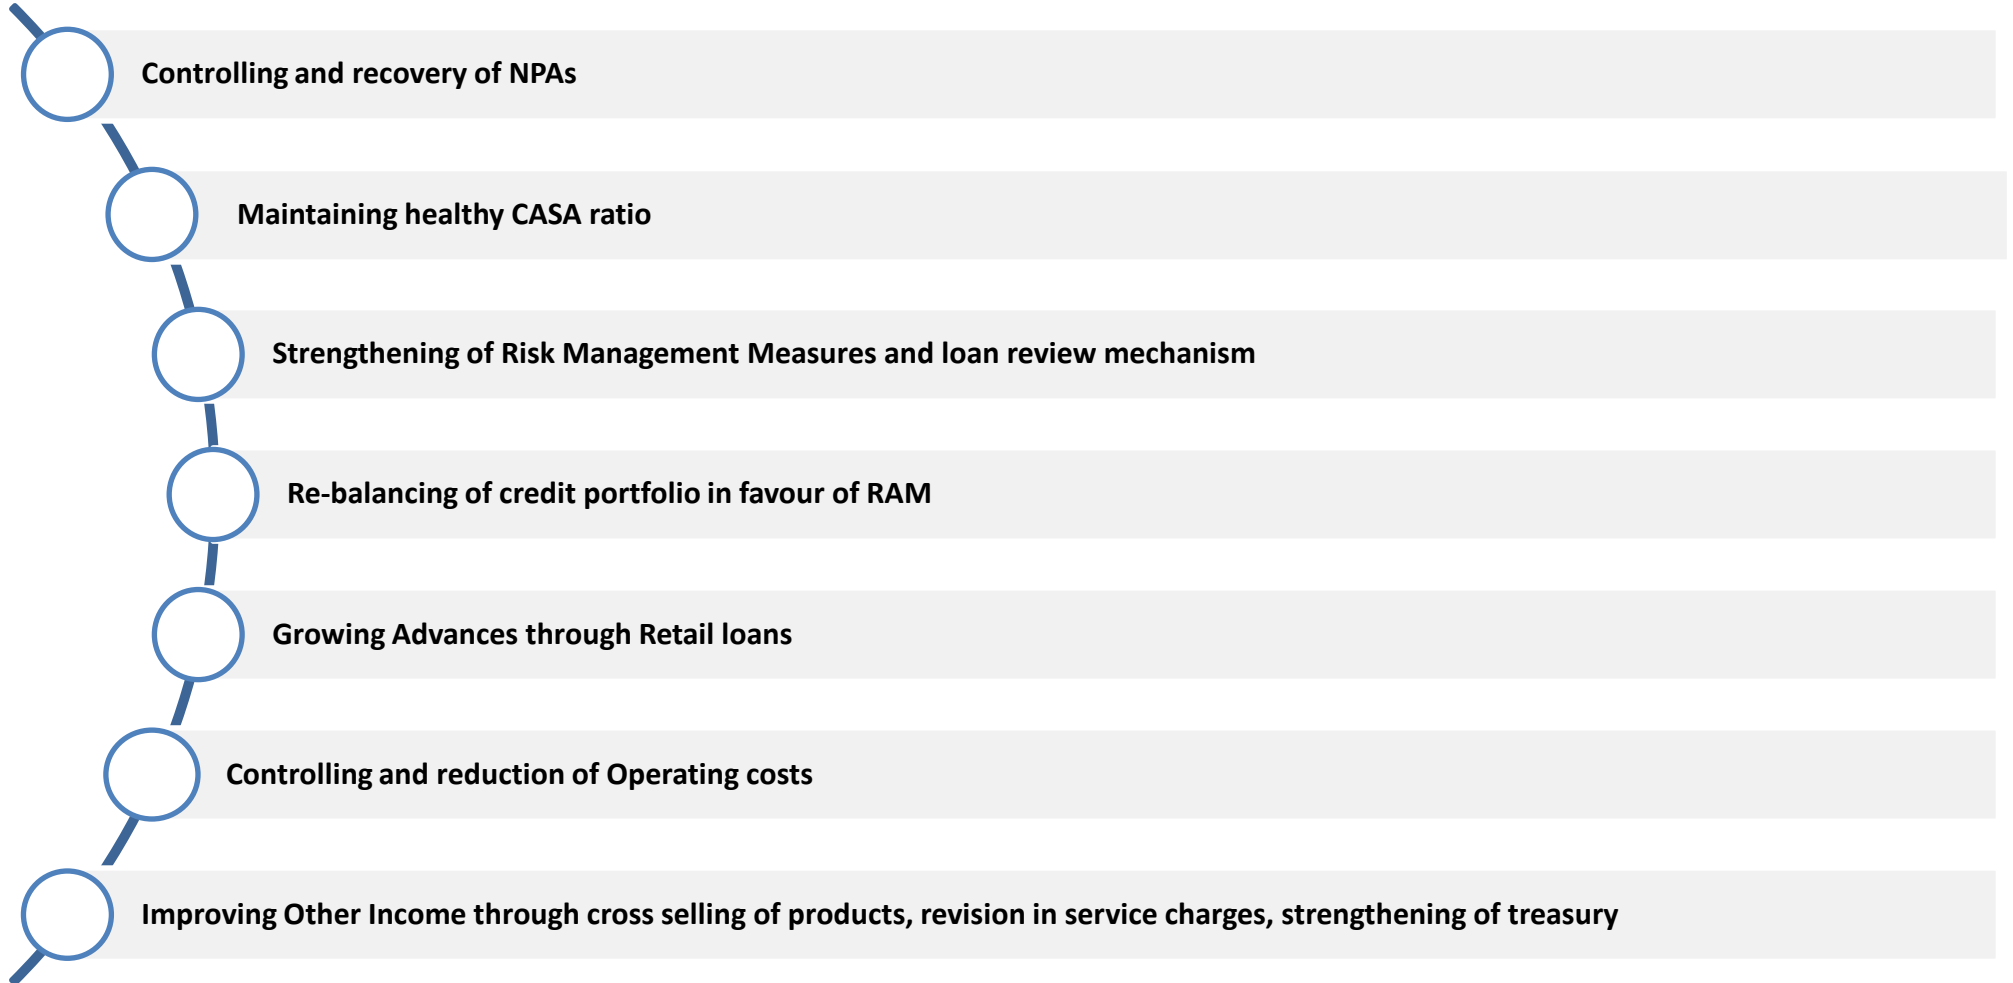 Controlling and recovery of NPAs
Maintaining healthy CASA ratio
Strengthening of Risk Management Measures and loan review mechanism
Re-balancing of credit portfolio in favour of RAM
Growing Advances through Retail loans
Controlling and reduction of Operating costs
Improving Other Income through cross selling of products, revision in service charges, strengthening of treasury